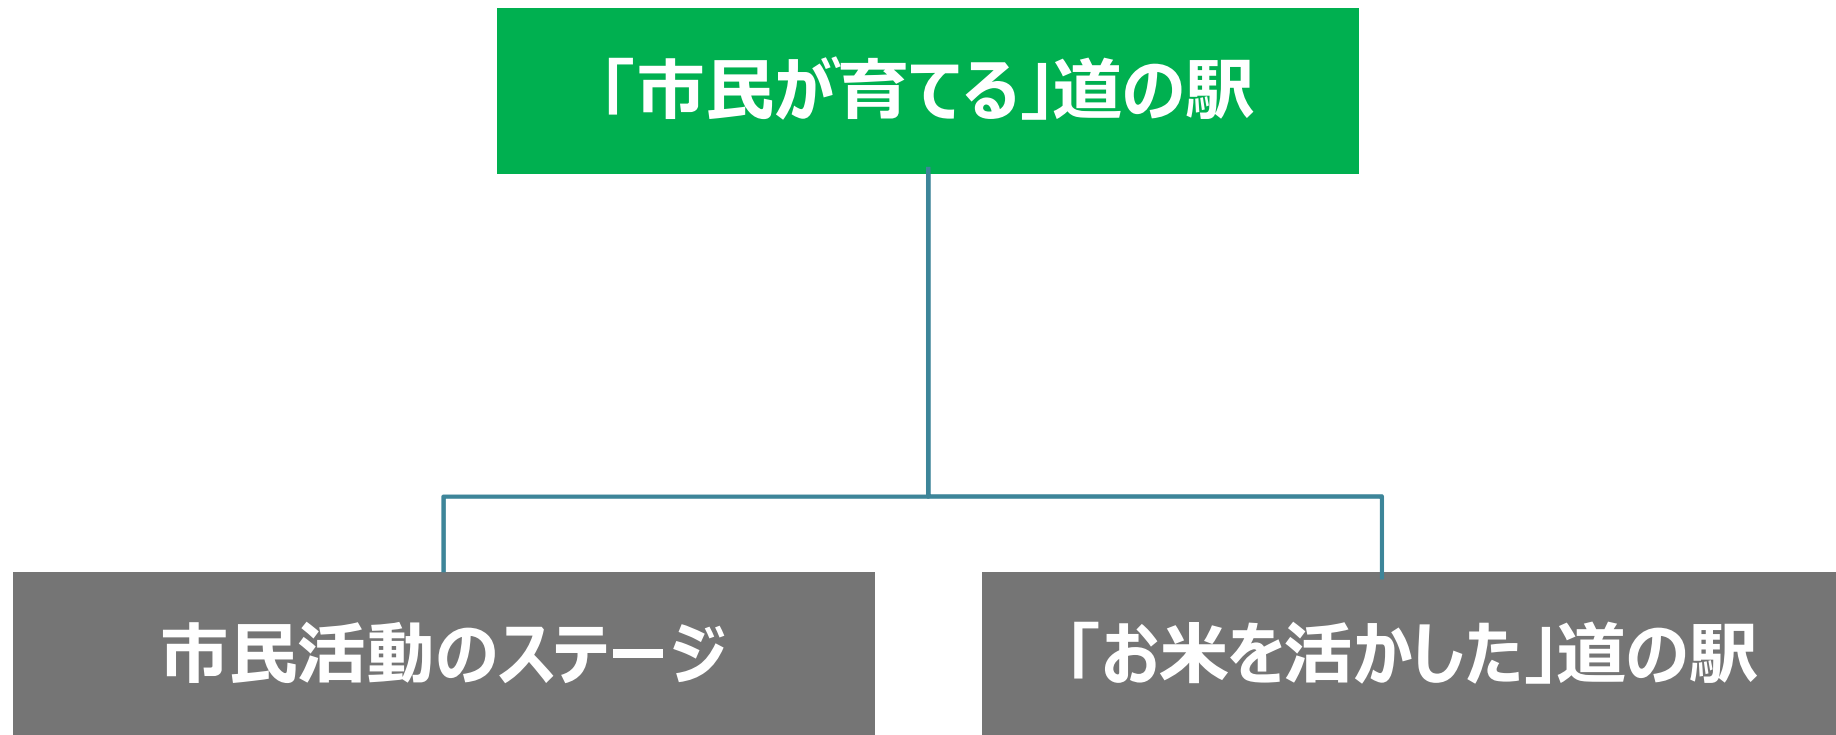 「市民が育てる」道の駅
市民活動のステージ
「お米を活かした」道の駅